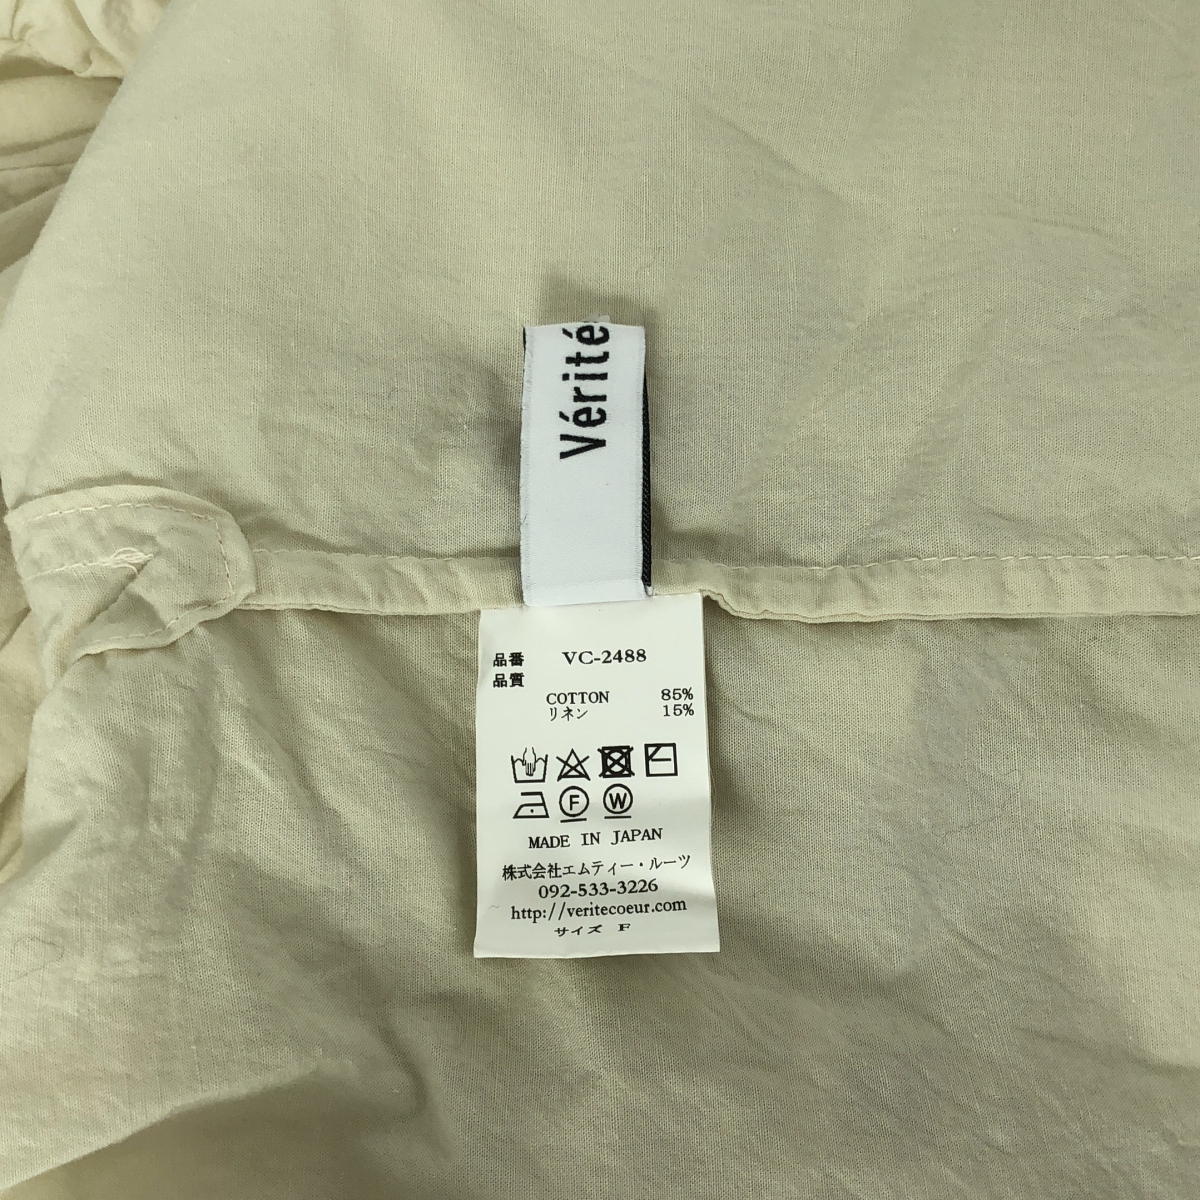 Vérité
品番 VC-2488
品質
COTTON 85%
リネン 15%
F W
MADE IN JAPAN
株式会社エムティー・ルーツ
092-533-3226
http://veritecoeur.com
サイズ F